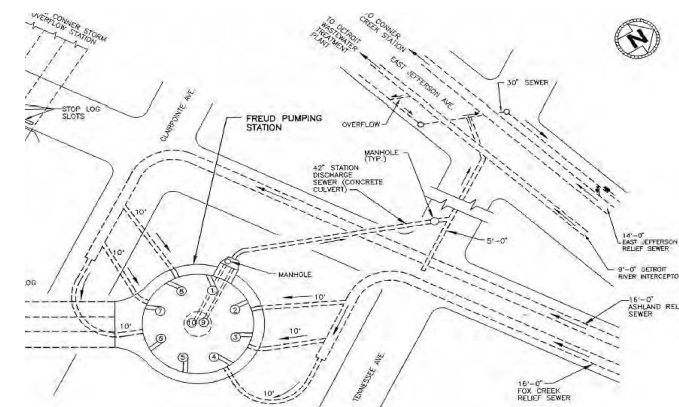 CONNER STORM
OVERFLOW STATION
STOP LOG
SLOTS
CLAIRPOINTE AVE.
FREUD PUMPING
STATION
TO DETROIT
WASTEWATER
TREATMENT
PLANT
TO CONNER
CREEK STATION
EAST JEFFERSON AVE.
N
30" SEWER
OVERFLOW
MANHOLE
(TYP.)
42" STATION
DISCHARGE
SEWER (CONCRETE
CULVERT)
5'-0"
14'-0"
EAST JEFFERSON
RELIEF SEWER
9'-0" DETROIT
RIVER INTERCEPTO
16'-0"
ASHLAND REL
SEWER
16'-0"
FOX CREEK
RELIEF SEWER
MANHOLE
TENNESSEE AVE.
OG
10'
10'
10'
10'
10'
10'
1
2
3
4
5
6
7
8
9
10